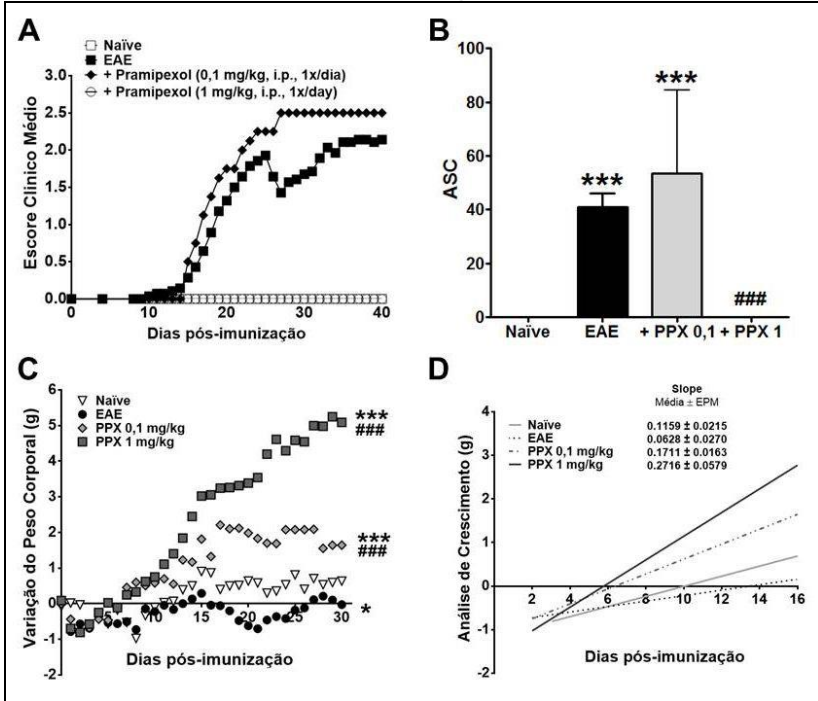 A
Naïve
EAE
+ Pramipexol (0,1 mg/kg, i.p., 1x/dia)
+ Pramipexol (1 mg/kg, i.p., 1x/day)
Escore Clínico Médio
3.0
2.5
2.0
1.5
1.0
0.5
0.0
0 10 20 30 40
Dias pós-imunização
B
ASC
100
80
60
40
20
0
***
***
###
Naïve EAE + PPX 0,1 + PPX 1
C
Naïve
EAE
PPX 0,1 mg/kg
PPX 1 mg/kg
Variação do Peso Corporal (g)
6
5
4
3
2
1
0
-1
-2
5 10 15 20 25 30
***
###
***
###
*
Dias pós-imunização
D
Slope
Média ± EPM
Naïve 0.1159 ± 0.0215
EAE 0.0628 ± 0.0270
PPX 0,1 mg/kg 0.1711 ± 0.0163
PPX 1 mg/kg 0.2716 ± 0.0579
Análise de Crescimento (g)
4
3
2
1
0
-1
-2
0 2 4 6 8 10 12 14 16
Dias pós-imunização